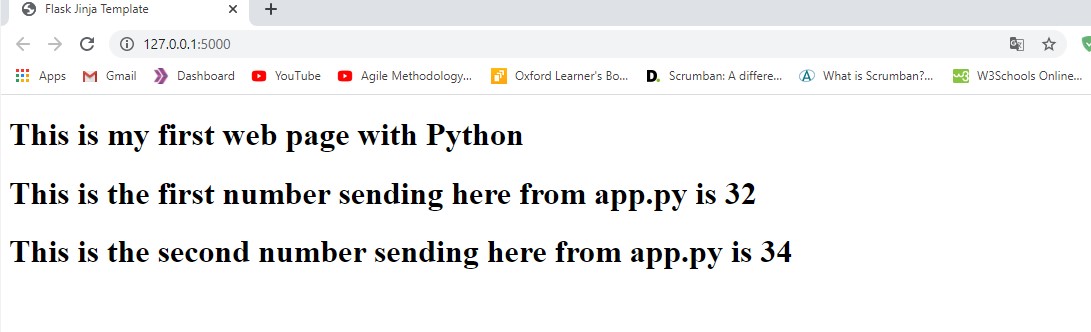 Flask Jinja Template
127.0.0.1:5000
Apps Gmail Dashboard YouTube Agile Methodology... Oxford Learner's Bo... D. Scrumban: A differe... A What is Scrumban?... W3Schools Online...
This is my first web page with Python
This is the first number sending here from app.py is 32
This is the second number sending here from app.py is 34